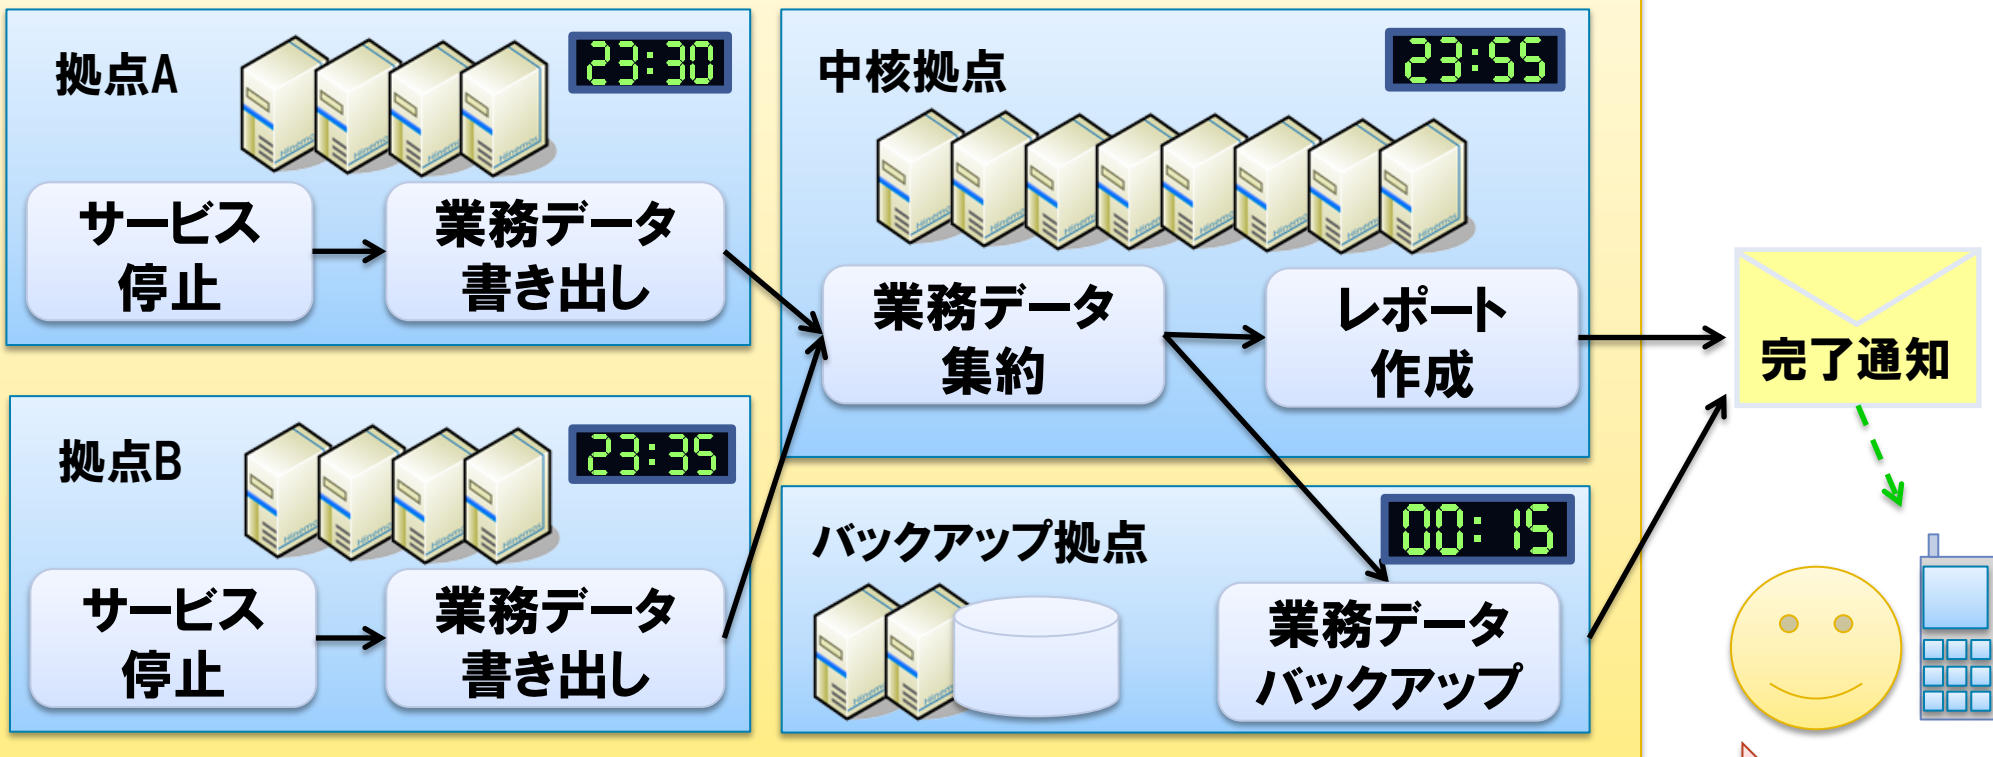 拠点A
23:30
サービス
停止
業務データ
書き出し
拠点B
23:35
サービス
停止
業務データ
書き出し
中核拠点
23:55
業務データ
集約
レポート
作成
バックアップ拠点
00:15
業務データ
バックアップ
完了通知
Hinemos
Hinemos
Hinemos
Hinemos